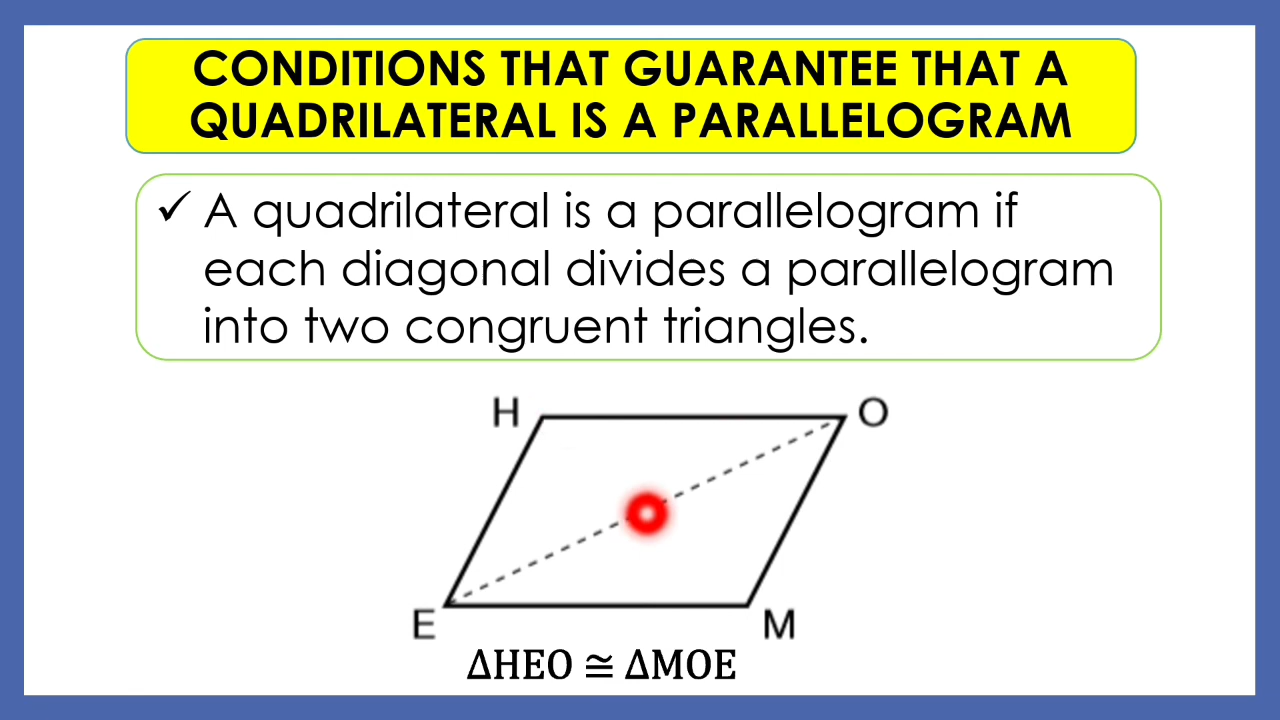 CONDITIONS THAT GUARANTEE THAT A
QUADRILATERAL IS A PARALLELOGRAM
✓ A quadrilateral is a parallelogram if
each diagonal divides a parallelogram
into two congruent triangles.
H
O
E
M
ΔHEO ≅ ΔMOE